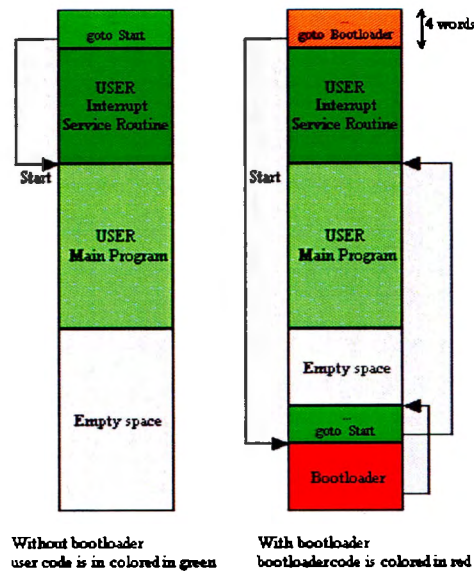 goto Start
USER
Interrupt
Service Routine
Start
USER
Main Program
Empty space
Without bootloader
user code is in colored in green
goto Bootloader
4 words
USER
Interrupt
Service Routine
Start
USER
Main Program
Empty space
goto Start
Bootloader
With bootloader
bootloadercode is colored in red